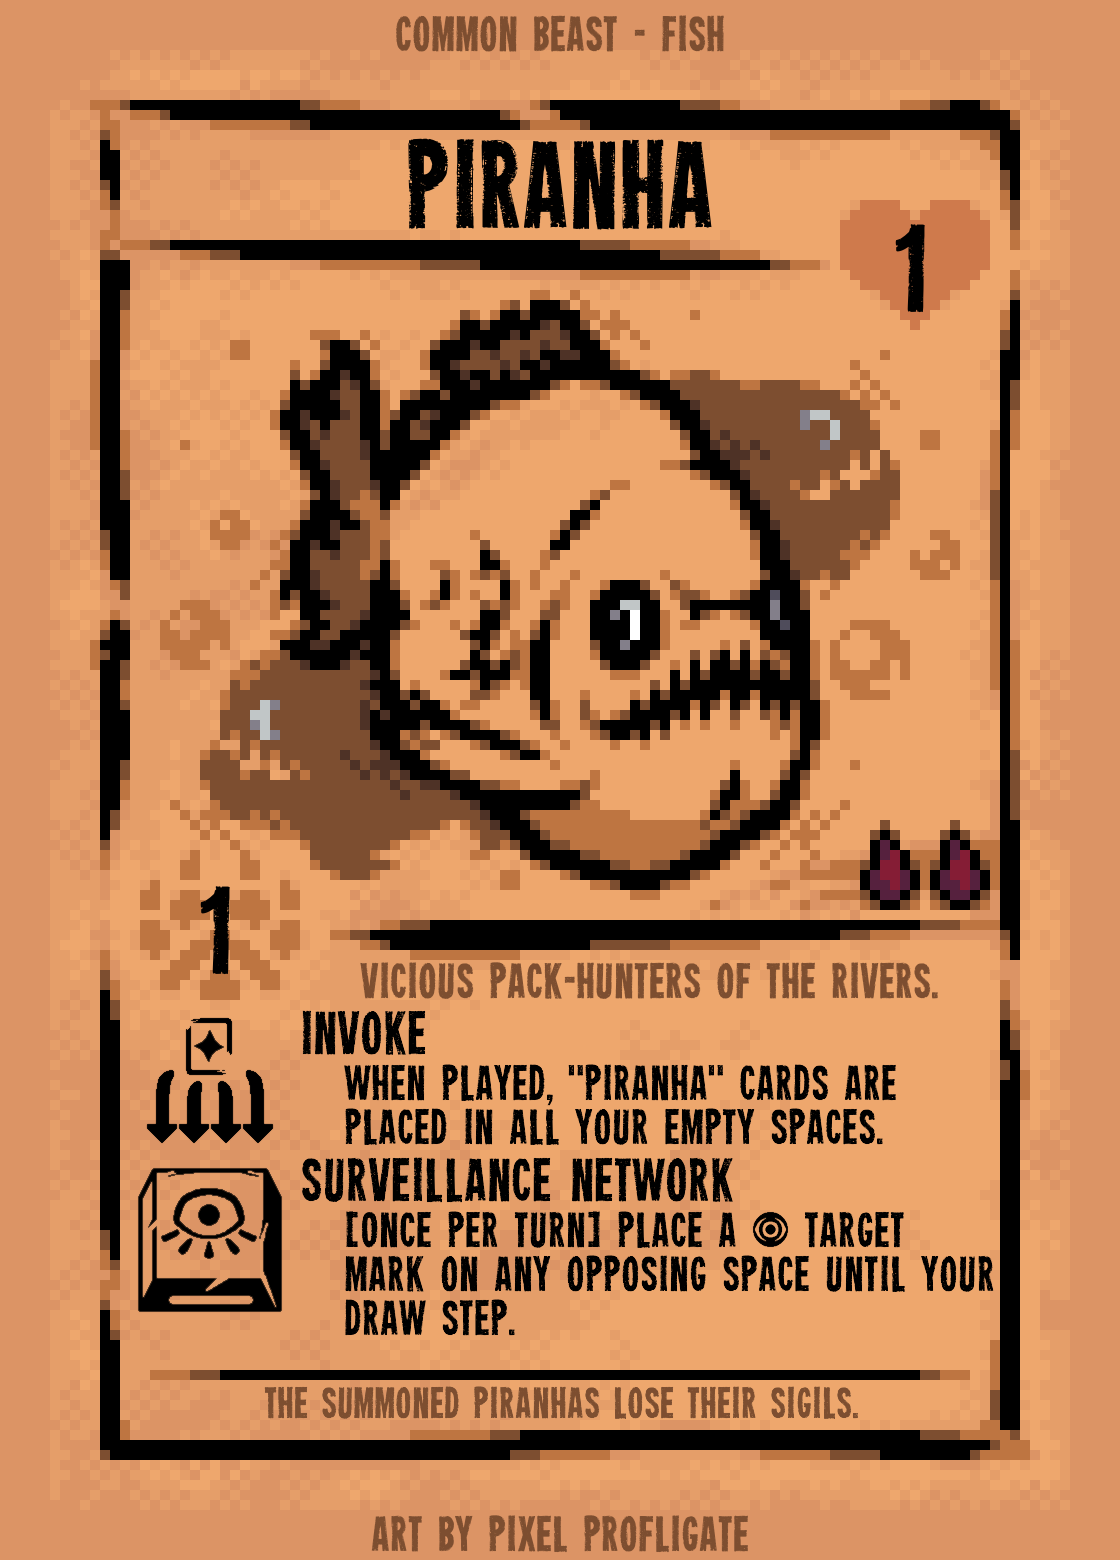 COMMON BEAST - FISH
PIRANHA
1
1
VICIOUS PACK-HUNTERS OF THE RIVERS.
INVOKE
WHEN PLAYED, "PIRANHA" CARDS ARE
PLACED IN ALL YOUR EMPTY SPACES.
SURVEILLANCE NETWORK
[ONCE PER TURN] PLACE A TARGET
MARK ON ANY OPPOSING SPACE UNTIL YOUR
DRAW STEP.
THE SUMMONED PIRANHAS LOSE THEIR SIGILS.
ART BY PIXEL PROFLIGATE